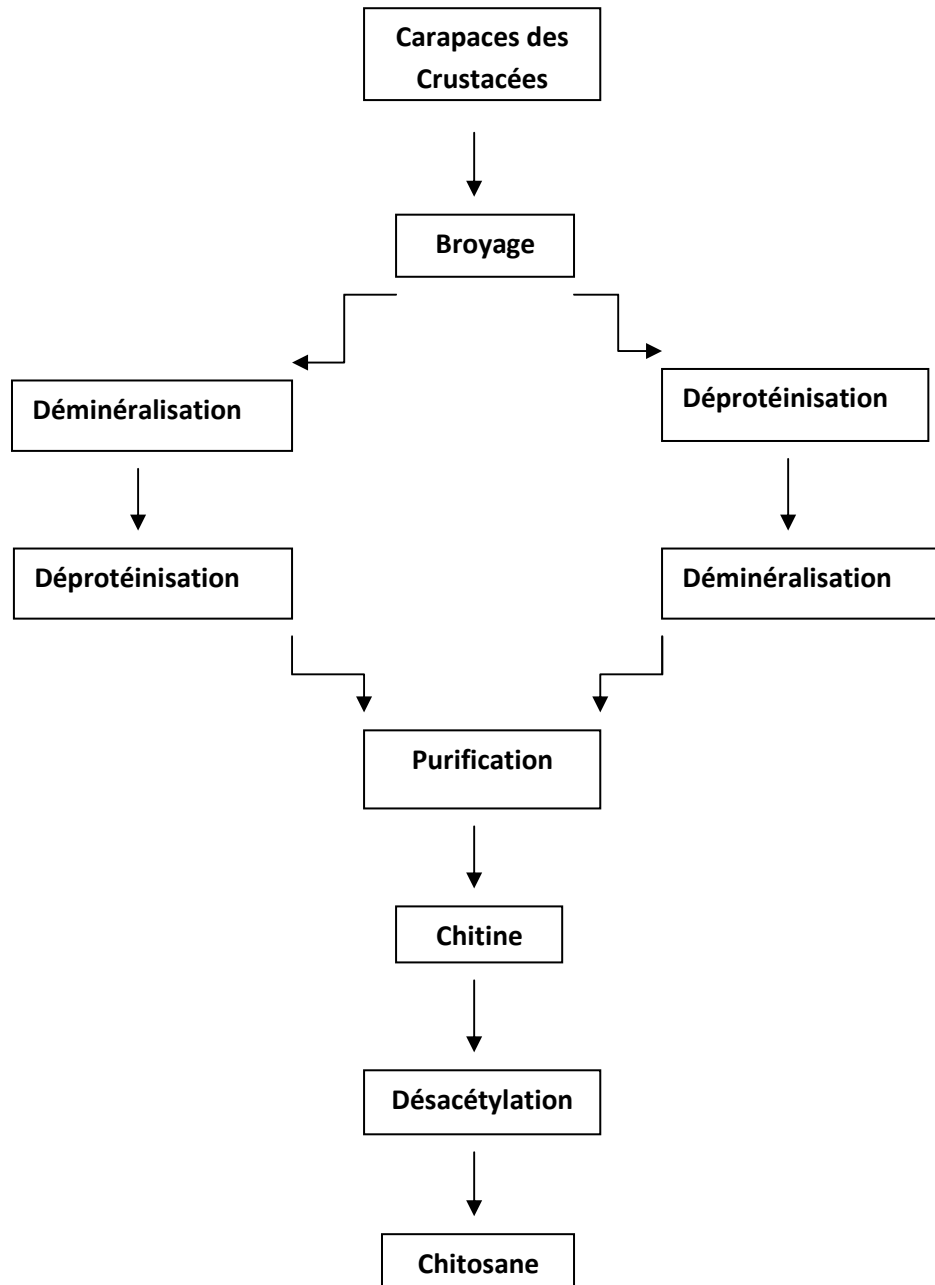 Carapaces des
Crustacées
Broyage
Déminéralisation
Déprotéinisation
Déprotéinisation
Déminéralisation
Purification
Chitine
Désacétylation
Chitosane